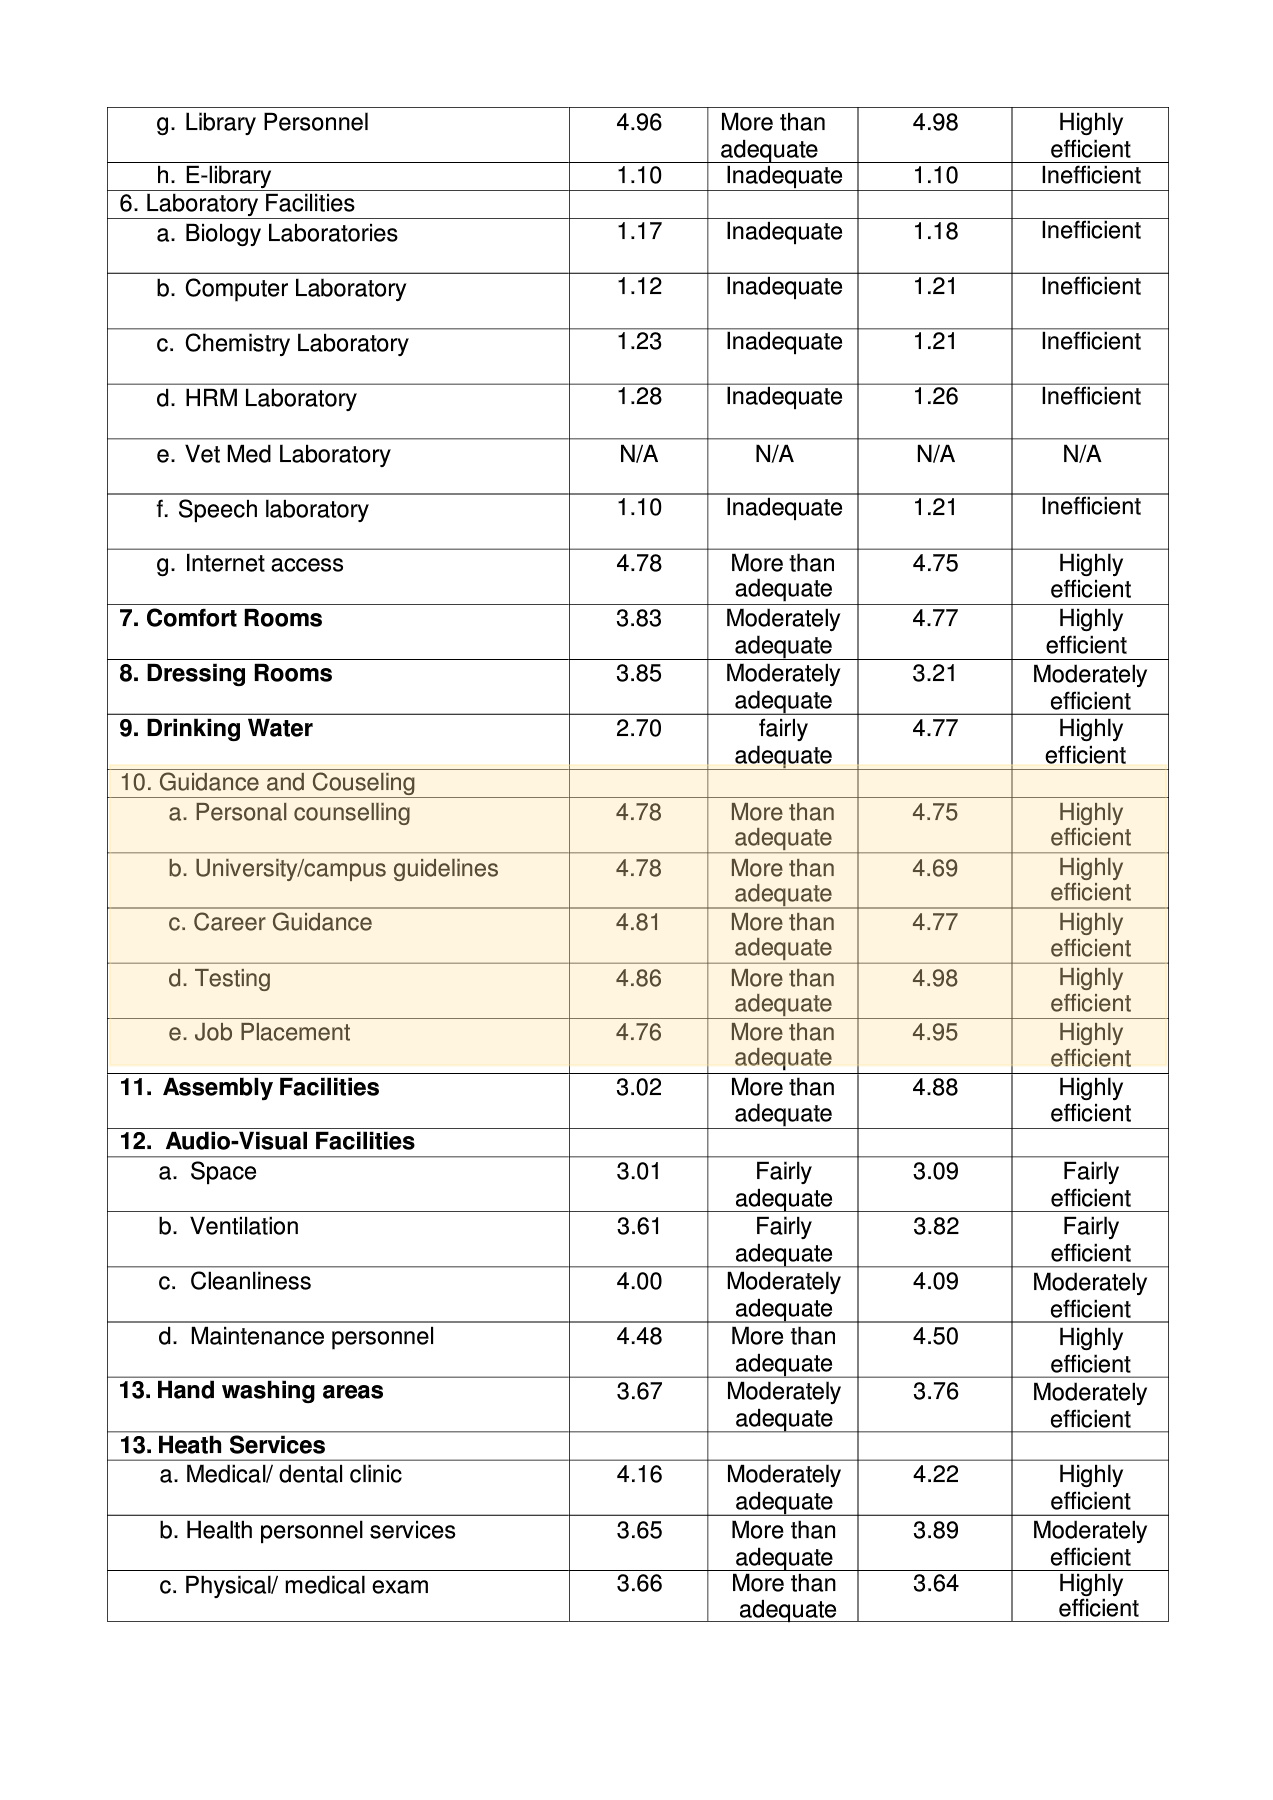 g. Library Personnel 4.96 More than adequate 4.98 Highly efficient
h. E-library 1.10 Inadequate 1.10 Inefficient
6. Laboratory Facilities
a. Biology Laboratories 1.17 Inadequate 1.18 Inefficient
b. Computer Laboratory 1.12 Inadequate 1.21 Inefficient
c. Chemistry Laboratory 1.23 Inadequate 1.21 Inefficient
d. HRM Laboratory 1.28 Inadequate 1.26 Inefficient
e. Vet Med Laboratory N/A N/A N/A N/A
f. Speech laboratory 1.10 Inadequate 1.21 Inefficient
g. Internet access 4.78 More than adequate 4.75 Highly efficient
7. Comfort Rooms 3.83 Moderately adequate 4.77 Highly efficient
8. Dressing Rooms 3.85 Moderately adequate 3.21 Moderately efficient
9. Drinking Water 2.70 fairly adequate 4.77 Highly efficient
10. Guidance and Couseling
a. Personal counselling 4.78 More than adequate 4.75 Highly efficient
b. University/campus guidelines 4.78 More than adequate 4.69 Highly efficient
c. Career Guidance 4.81 More than adequate 4.77 Highly efficient
d. Testing 4.86 More than adequate 4.98 Highly efficient
e. Job Placement 4.76 More than adequate 4.95 Highly efficient
11. Assembly Facilities 3.02 More than adequate 4.88 Highly efficient
12. Audio-Visual Facilities
a. Space 3.01 Fairly adequate 3.09 Fairly efficient
b. Ventilation 3.61 Fairly adequate 3.82 Fairly efficient
c. Cleanliness 4.00 Moderately adequate 4.09 Moderately efficient
d. Maintenance personnel 4.48 More than adequate 4.50 Highly efficient
13. Hand washing areas 3.67 Moderately adequate 3.76 Moderately efficient
13. Heath Services
a. Medical/ dental clinic 4.16 Moderately adequate 4.22 Highly efficient
b. Health personnel services 3.65 More than adequate 3.89 Moderately efficient
c. Physical/ medical exam 3.66 More than adequate 3.64 Highly efficient